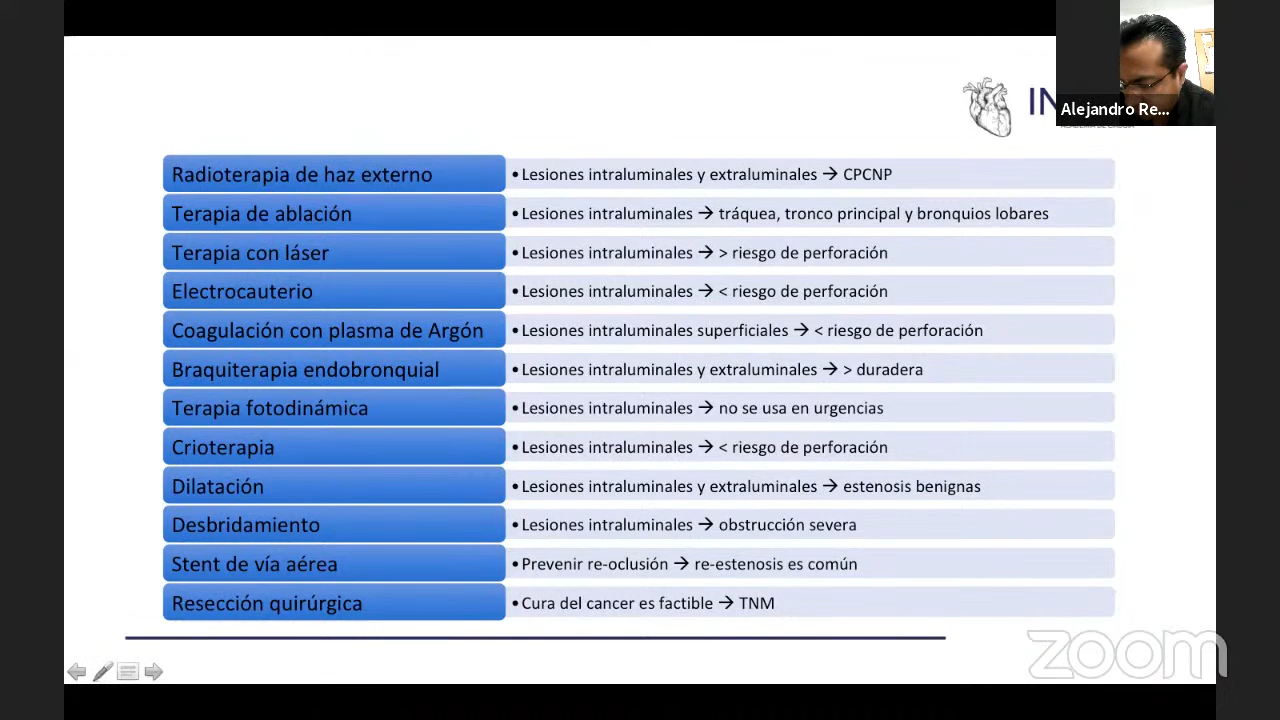 IN
Alejandro Re...
Radioterapia de haz externo
•Lesiones intraluminales y extraluminales → CPCNP
Terapia de ablación
•Lesiones intraluminales → tráquea, tronco principal y bronquios lobares
Terapia con láser
•Lesiones intraluminales → > riesgo de perforación
Electrocauterio
•Lesiones intraluminales → < riesgo de perforación
Coagulación con plasma de Argón
•Lesiones intraluminales superficiales → < riesgo de perforación
Braquiterapia endobronquial
•Lesiones intraluminales y extraluminales → > duradera
Terapia fotodinámica
•Lesiones intraluminales → no se usa en urgencias
Crioterapia
•Lesiones intraluminales → < riesgo de perforación
Dilatación
•Lesiones intraluminales y extraluminales → estenosis benignas
Desbridamiento
•Lesiones intraluminales → obstrucción severa
Stent de vía aérea
•Prevenir re-oclusión → re-estenosis es común
Resección quirúrgica
•Cura del cancer es factible → TNM
zoom